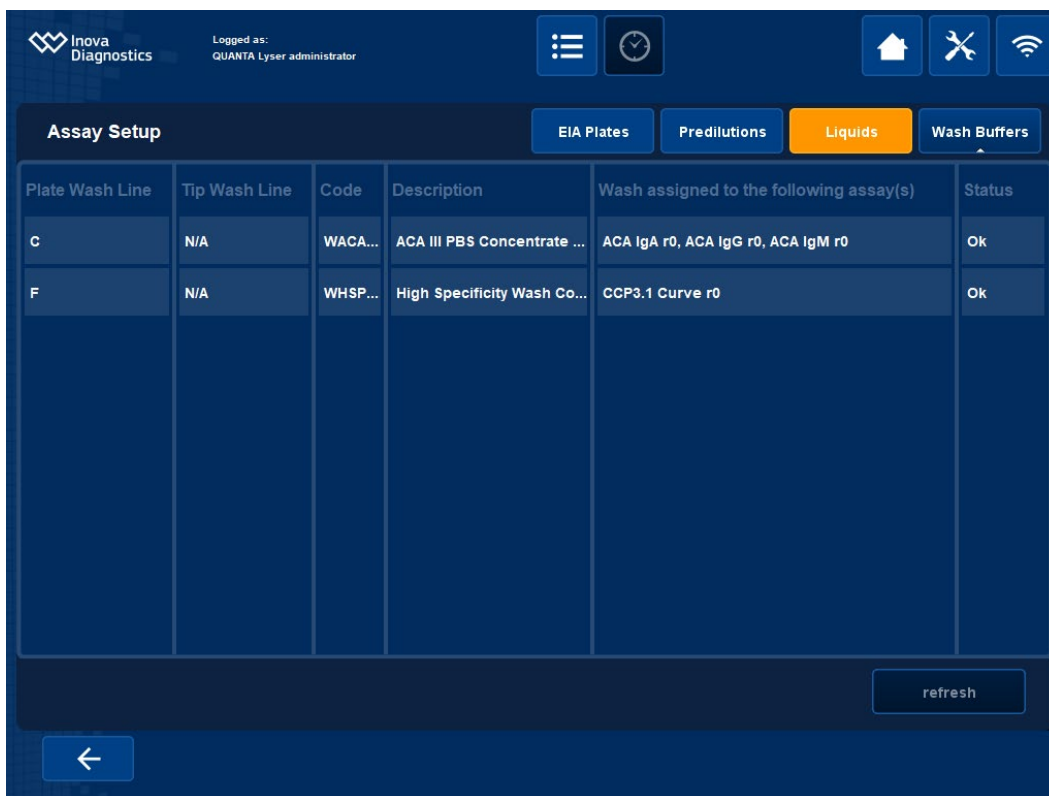 Inova
Diagnostics
Logged as:
QUANTA Lyser administrator
Assay Setup
EIA Plates
Predilutions
Liquids
Wash Buffers
Plate Wash Line Tip Wash Line Code Description Wash assigned to the following assay(s) Status
C N/A WACA... ACA III PBS Concentrate ... ACA IgA r0, ACA IgG r0, ACA IgM r0 Ok
F N/A WHSP... High Specificity Wash Co... CCP3.1 Curve r0 Ok
refresh